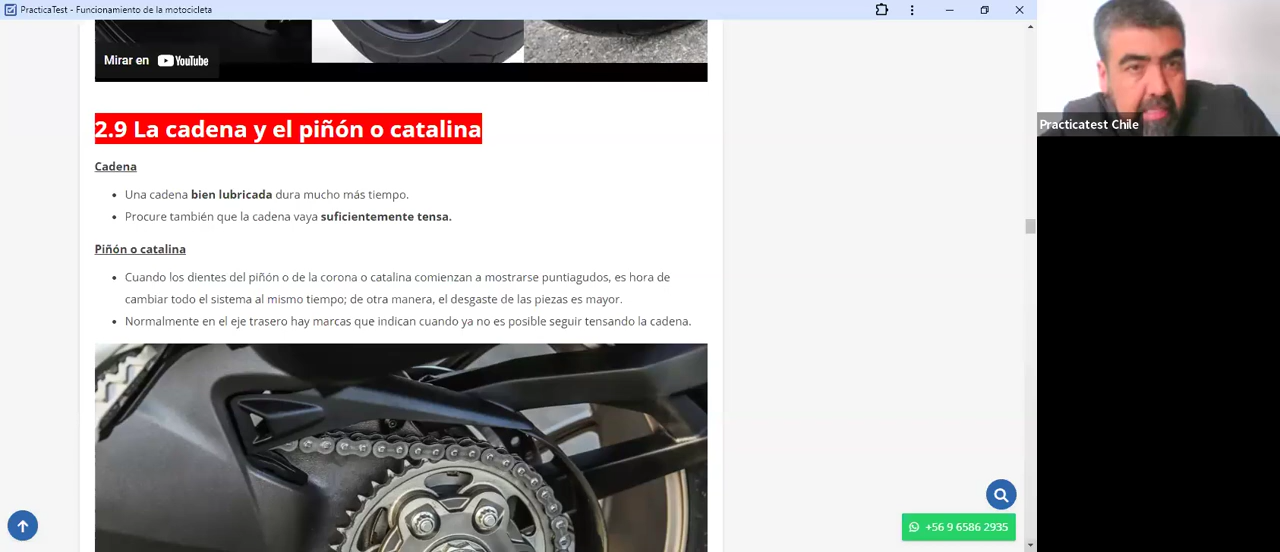 PracticaTest - Funcionamiento de la motocicleta
Mirar en YouTube
2.9 La cadena y el piñón o catalina
Cadena
• Una cadena bien lubricada dura mucho más tiempo.
• Procure también que la cadena vaya suficientemente tensa.
Piñón o catalina
• Cuando los dientes del piñón o de la corona o catalina comienzan a mostrarse puntiagudos, es hora de
cambiar todo el sistema al mismo tiempo; de otra manera, el desgaste de las piezas es mayor.
• Normalmente en el eje trasero hay marcas que indican cuando ya no es posible seguir tensando la cadena.
+56 9 6586 2935
Practicatest Chile